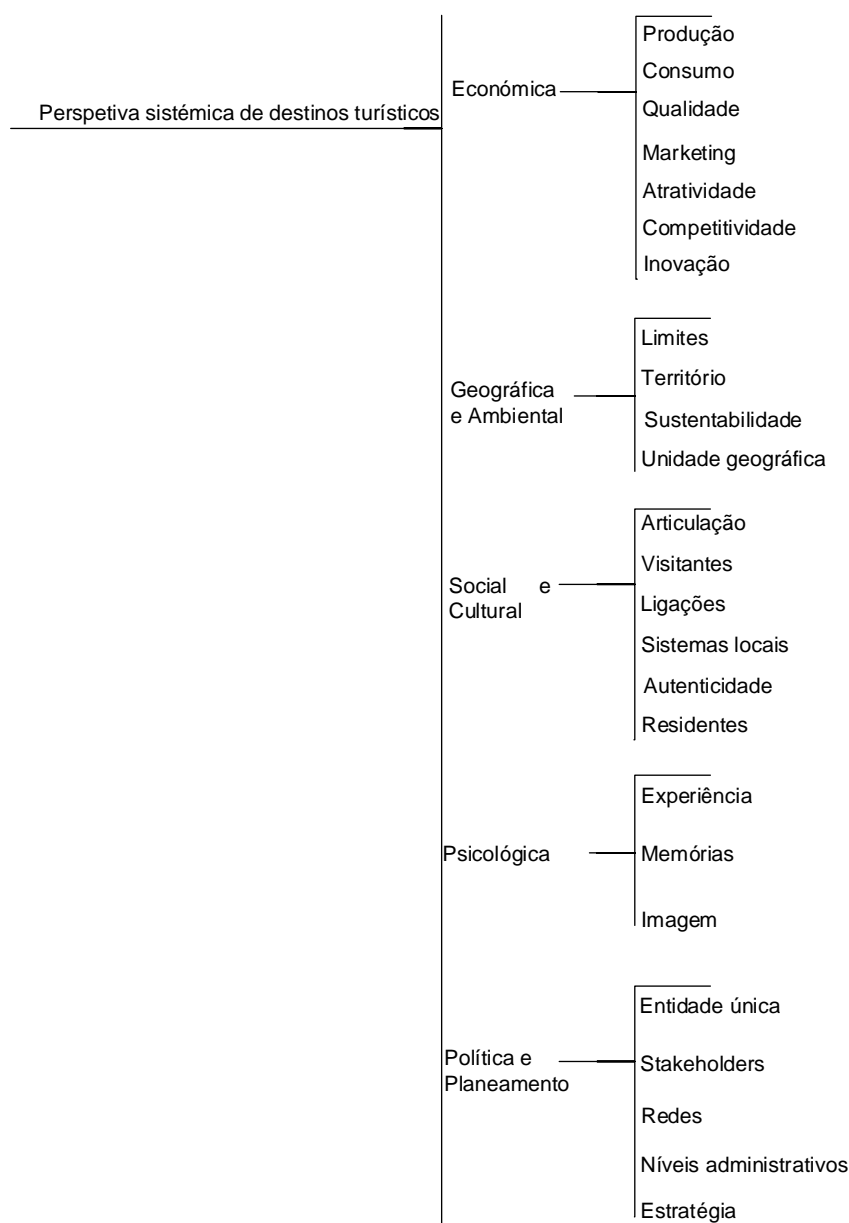 Perspetiva sistémica de destinos turísticos
Económica
Produção
Consumo
Qualidade
Marketing
Atratividade
Competitividade
Inovação
Geográfica
e Ambiental
Limites
Território
Sustentabilidade
Unidade geográfica
Social e
Cultural
Articulação
Visitantes
Ligações
Sistemas locais
Autenticidade
Residentes
Psicológica
Experiência
Memórias
Imagem
Política e
Planeamento
Entidade única
Stakeholders
Redes
Níveis administrativos
Estratégia